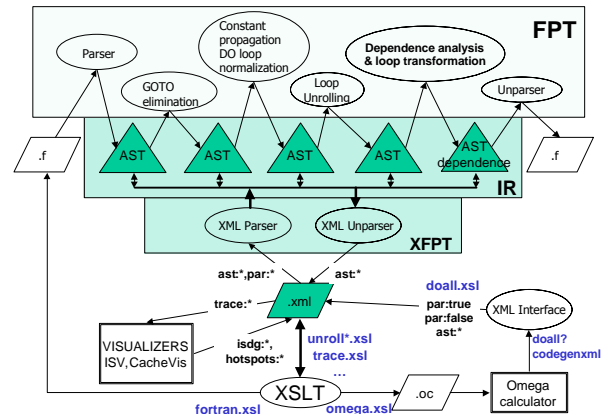 FPT
Parser
Constant
propagation
DO loop
normalization
Dependence analysis
& loop transformation
GOTO
elimination
Loop
Unrolling
Unparser
.f
AST
AST
AST
AST
AST
dependence
.f
IR
XML Parser
XML Unparser
XFPT
ast:*,par:*
ast:*
doall.xsl
trace:*
.xml
par:true
par:false
ast:*
XML Interface
VISUALIZERS
ISV,CacheVis
isdg:*,
hotspots:*
unroll*.xsl
trace.xsl
...
doall?
codegenxml
XSLT
.oc
Omega
calculator
fortran.xsl
omega.xsl